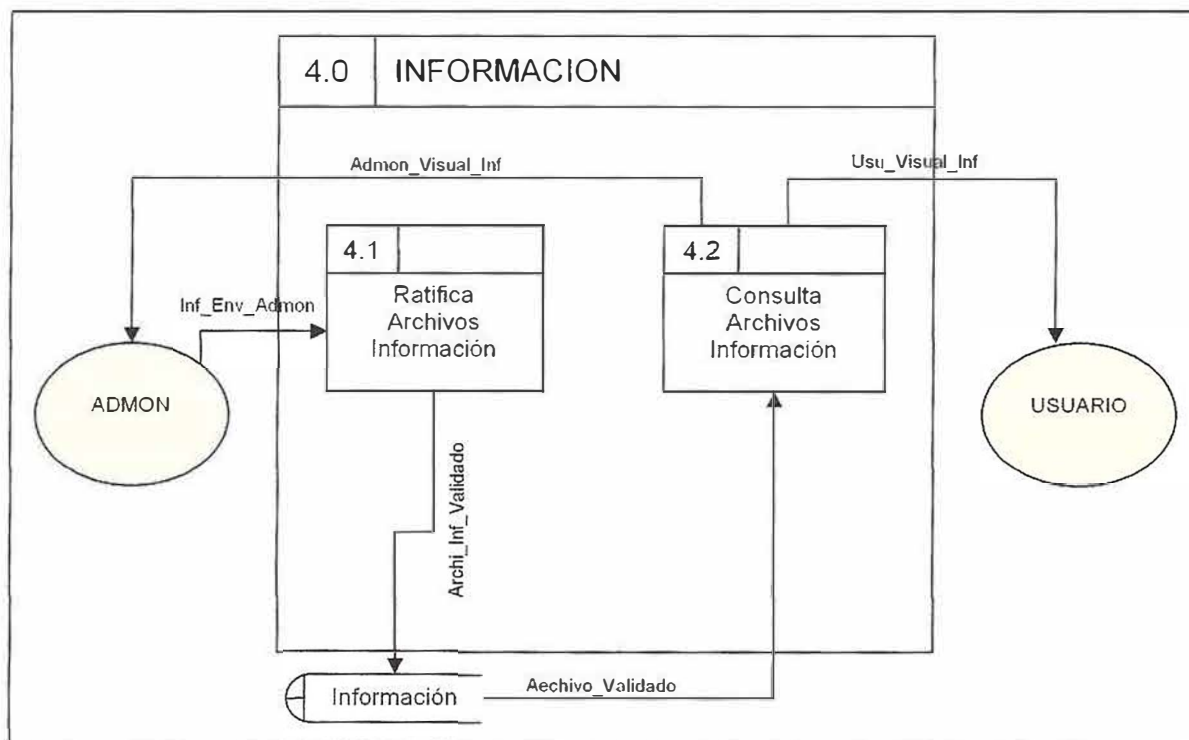 4.0 INFORMACION
Admon_Visual_Inf
Usu_Visual_Inf
4.1
4.2
Inf_Env_Admon
Ratifica
Archivos
Información
Consulta
Archivos
Información
ADMON
USUARIO
Archi_Inf_Validado
Información
Aechivo_Validado